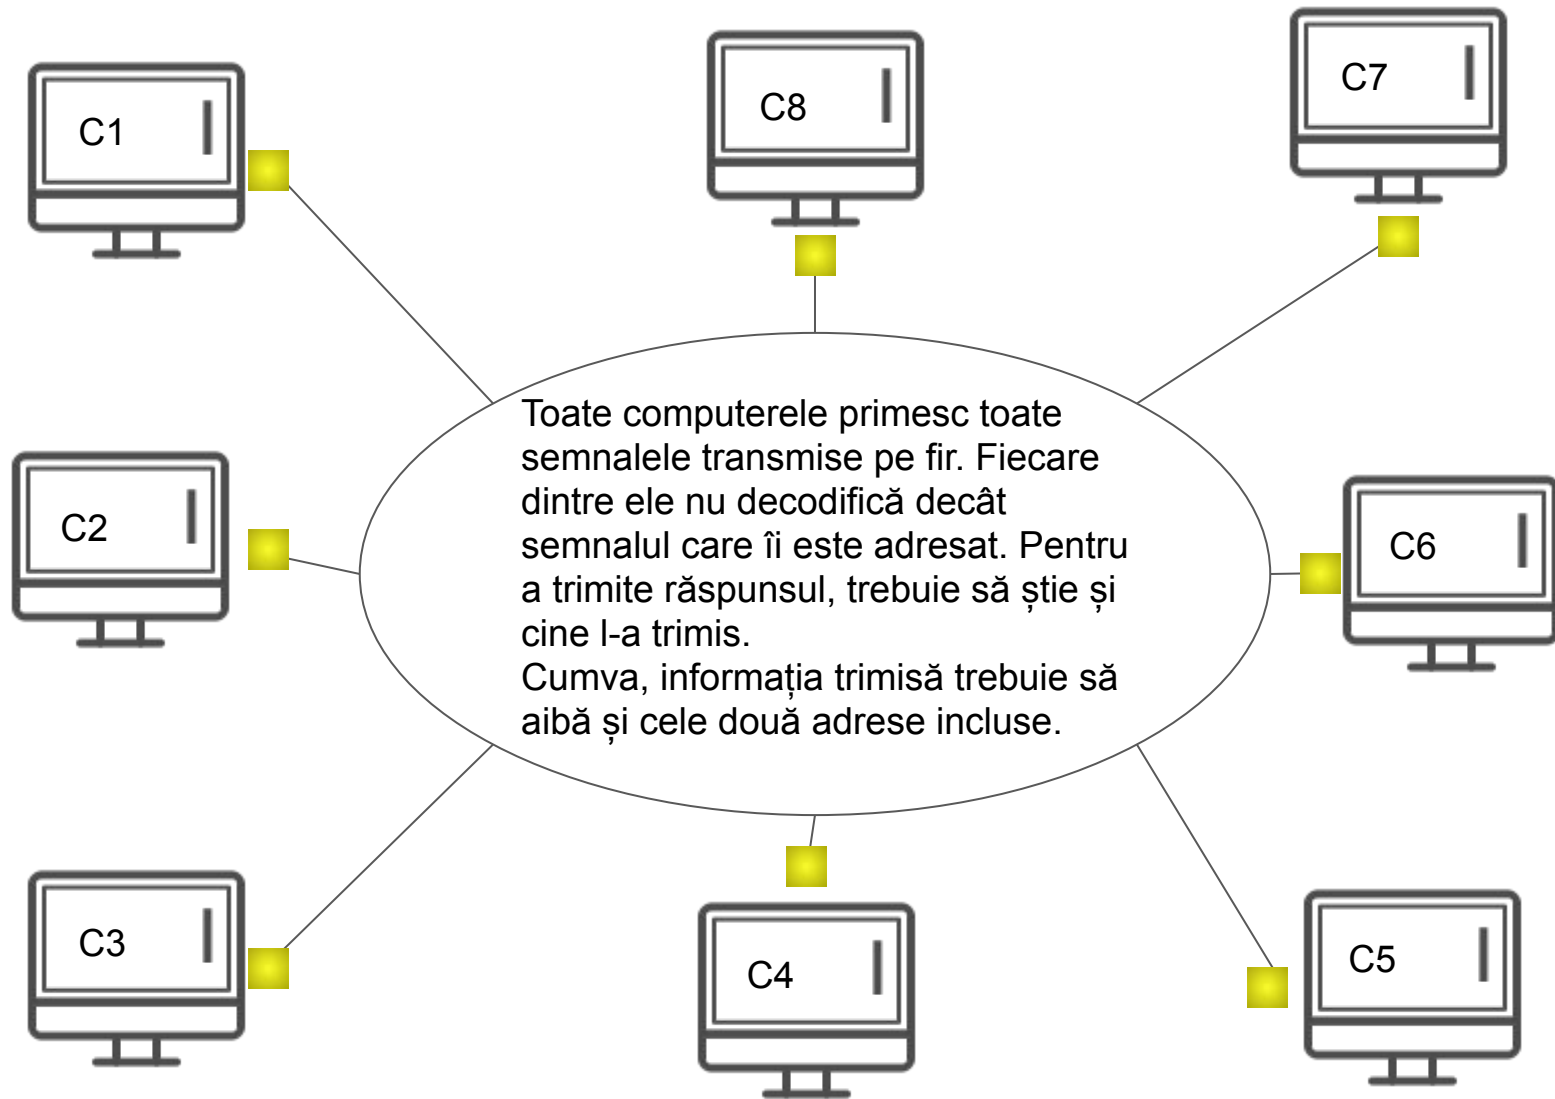 C1
C8
C7
Toate computerele primesc toate
semnalele transmise pe fir. Fiecare
dintre ele nu decodifică decât
semnalul care îi este adresat. Pentru
a trimite răspunsul, trebuie să știe și
cine l-a trimis.
Cumva, informația trimisă trebuie să
aibă și cele două adrese incluse.
C2
C6
C3
C4
C5